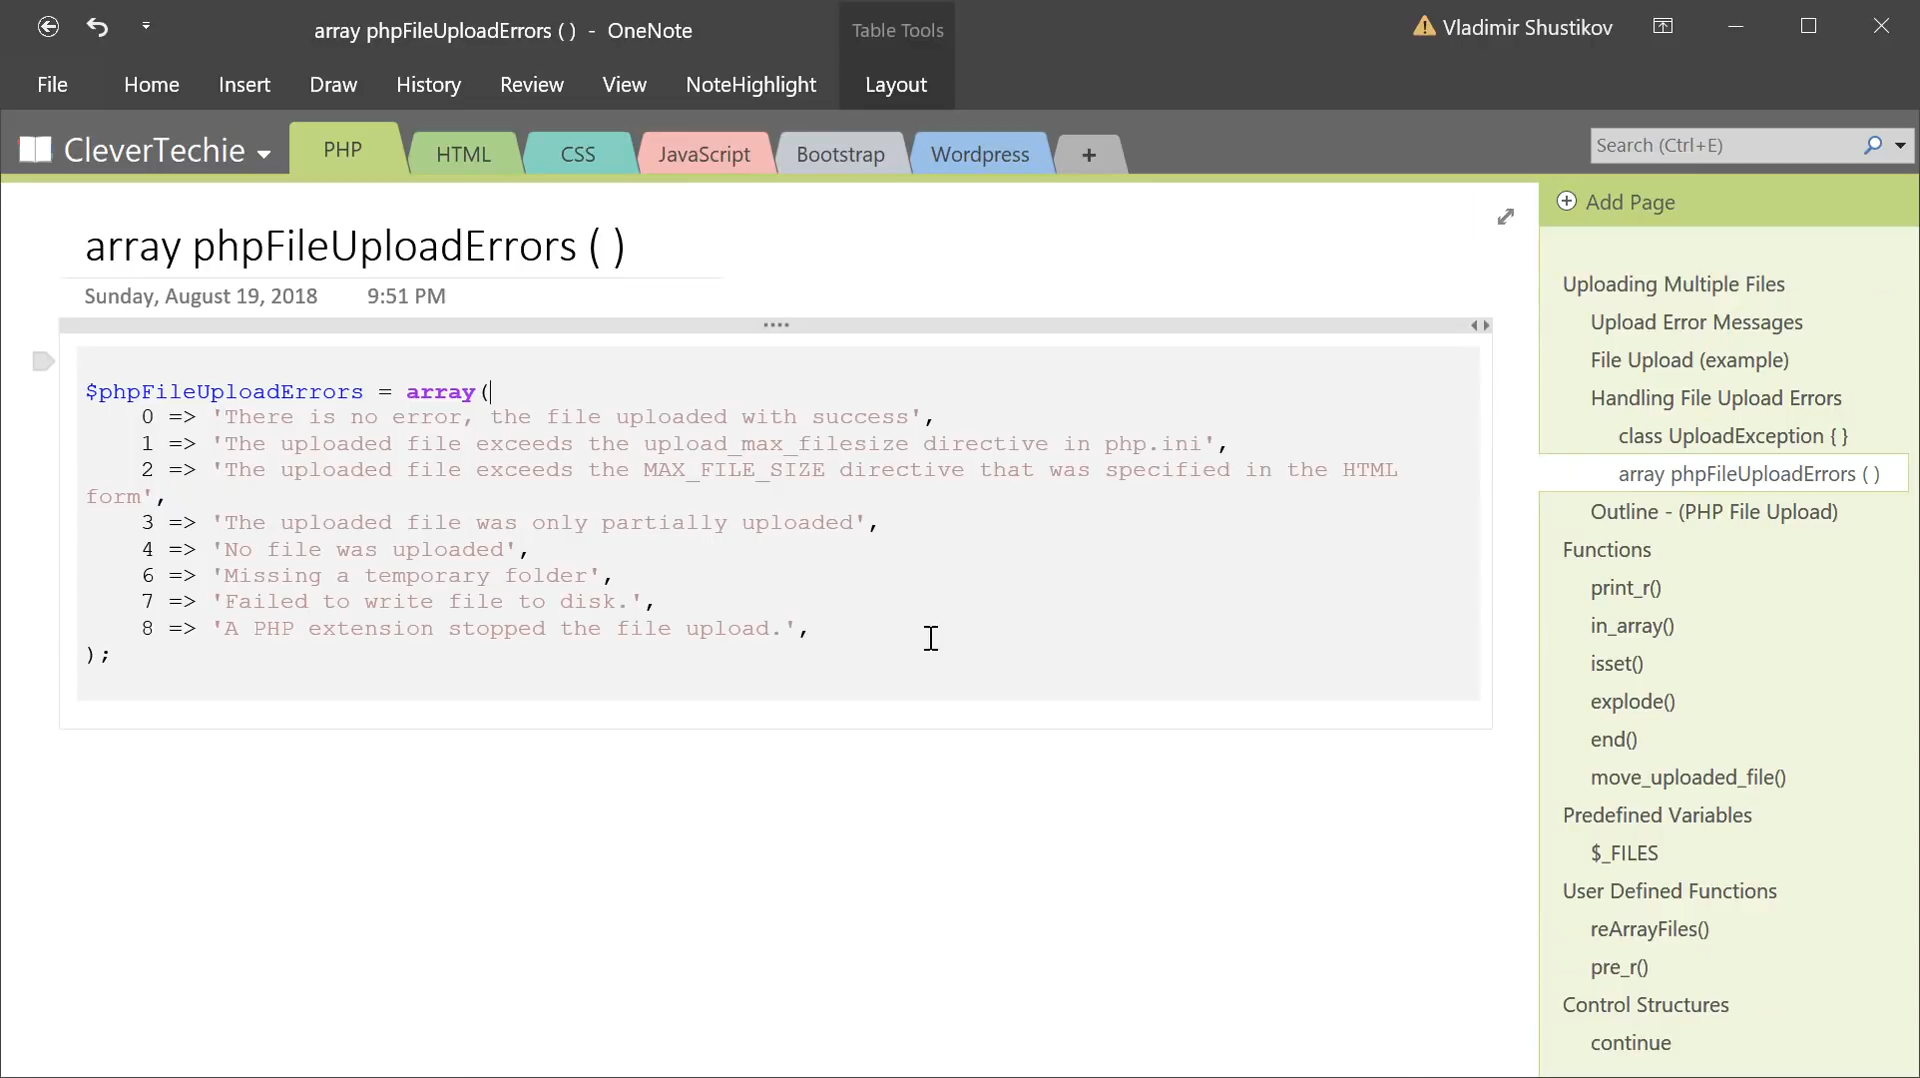 array phpFileUploadErrors ( ) - OneNote
Table Tools
Vladimir Shustikov
File Home Insert Draw History Review View NoteHighlight Layout
CleverTechie PHP HTML CSS JavaScript Bootstrap Wordpress +
Search (Ctrl+E)
array phpFileUploadErrors ( )
Sunday, August 19, 2018 9:51 PM
$phpFileUploadErrors = array(
0 => 'There is no error, the file uploaded with success',
1 => 'The uploaded file exceeds the upload_max_filesize directive in php.ini',
2 => 'The uploaded file exceeds the MAX_FILE_SIZE directive that was specified in the HTML
form',
3 => 'The uploaded file was only partially uploaded',
4 => 'No file was uploaded',
6 => 'Missing a temporary folder',
7 => 'Failed to write file to disk.',
8 => 'A PHP extension stopped the file upload.',
);
Add Page
Uploading Multiple Files
Upload Error Messages
File Upload (example)
Handling File Upload Errors
class UploadException { }
array phpFileUploadErrors ( )
Outline - (PHP File Upload)
Functions
print_r()
in_array()
isset()
explode()
end()
move_uploaded_file()
Predefined Variables
$_FILES
User Defined Functions
reArrayFiles()
pre_r()
Control Structures
continue